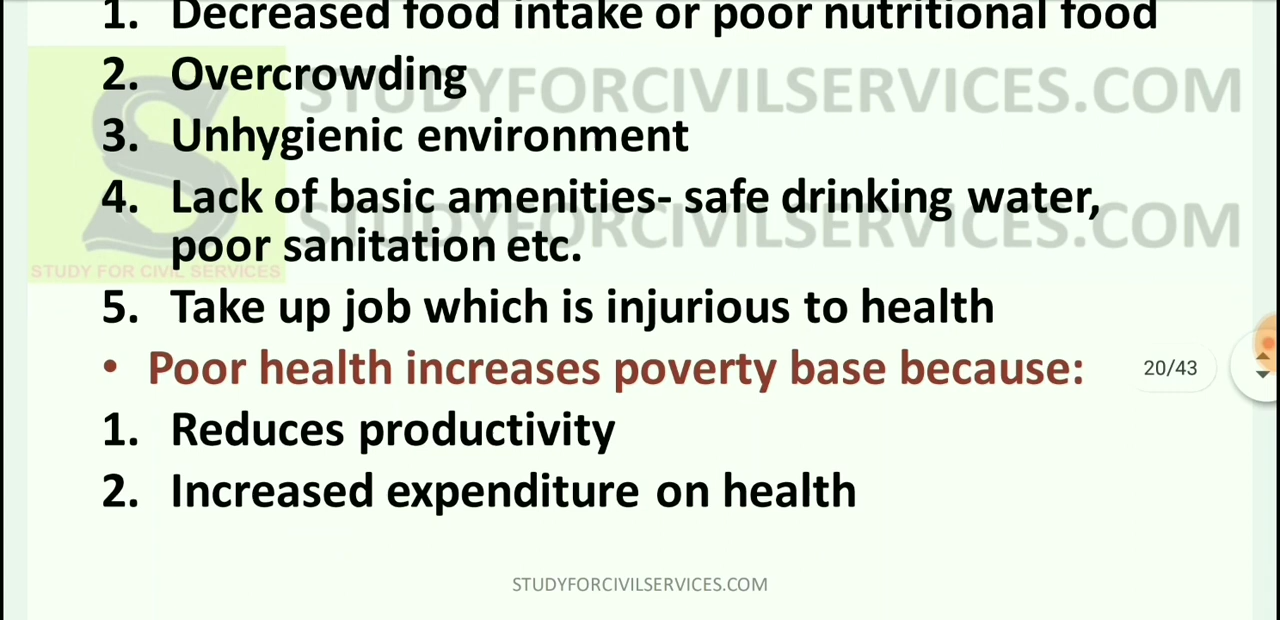 1. Decreased food intake or poor nutritional food
2. Overcrowding
STUDYFORCIVILSERVICES.COM
3. Unhygienic environment
4. Lack of basic amenities- safe drinking water,
poor sanitation etc.
STUDYFORCIVILSERVICES.COM
STUDY FOR CIVIL SERVICES
5. Take up job which is injurious to health
• Poor health increases poverty base because:
20/43
1. Reduces productivity
2. Increased expenditure on health
STUDYFORCIVILSERVICES.COM